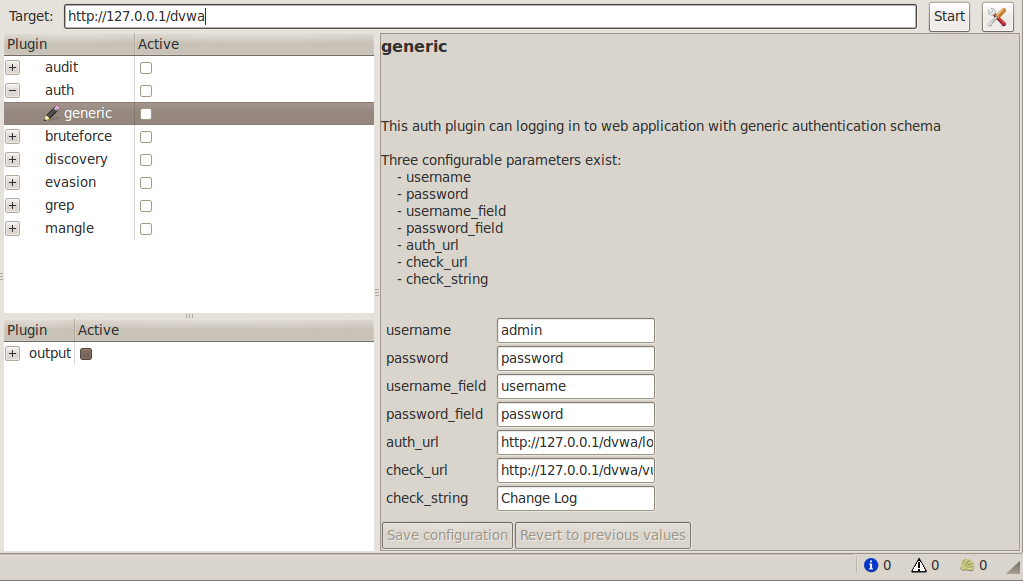 Target: http://127.0.0.1/dvwa Start
Plugin Active
audit
auth
generic
bruteforce
discovery
evasion
grep
mangle
Plugin Active
output
generic
This auth plugin can logging in to web application with generic authentication schema
Three configurable parameters exist:
- username
- password
- username_field
- password_field
- auth_url
- check_url
- check_string
username admin
password password
username_field username
password_field password
auth_url http://127.0.0.1/dvwa/lo
check_url http://127.0.0.1/dvwa/vu
check_string Change Log
Save configuration Revert to previous values
0 0 0